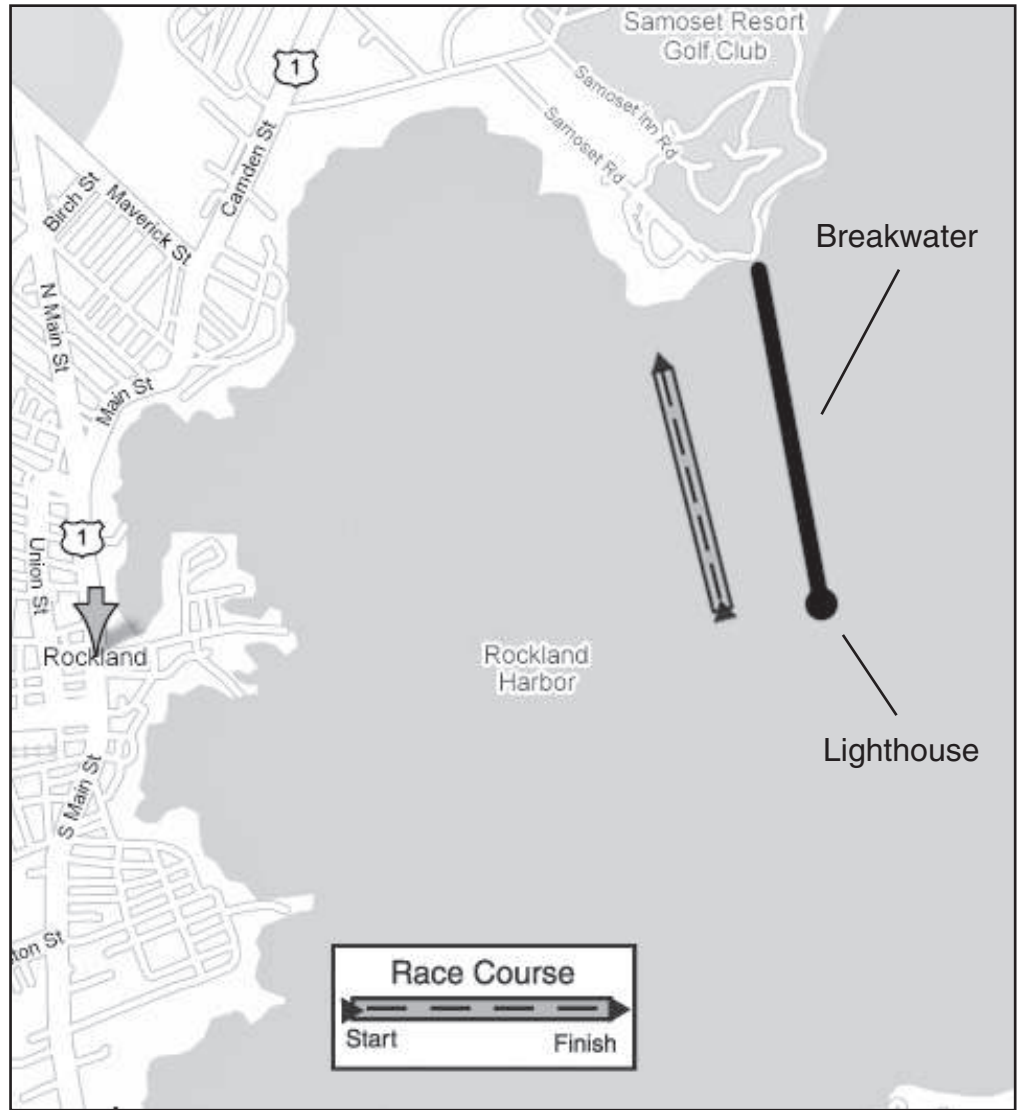 Samoset Resort
Golf Club
1
Samoset Inn Rd
Samoset Rd
Camden St
Birch St
Maverick St
Breakwater
N Main St
Main St
1
Union St
Rockland
Rockland
Harbor
Lighthouse
S Main St
ton St
Race Course
Start
Finish